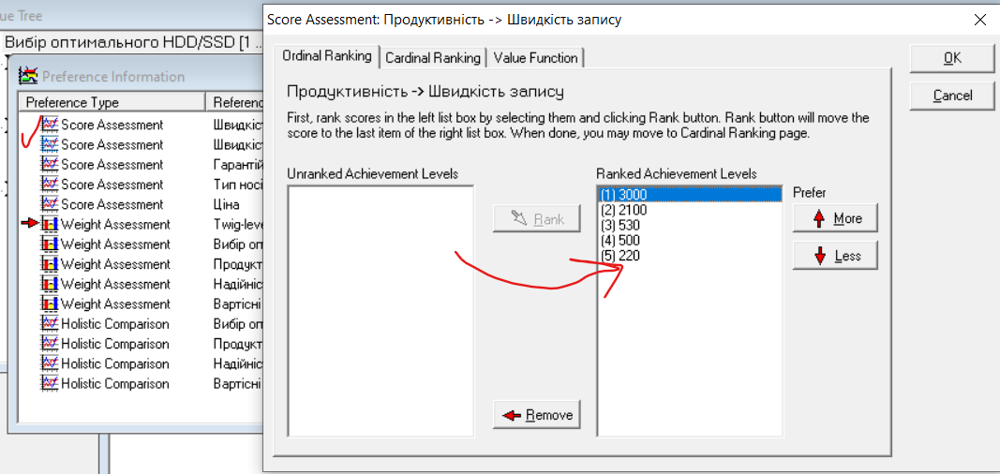 ue Tree
Вибір оптимального HDD/SSD [1 ..
Preference Information
Preference Type Referenc
Score Assessment Швидкіст
Score Assessment Швидкіст
Score Assessment Гарантій
Score Assessment Тип носі
Score Assessment Ціна
Weight Assessment Twig-leve
Weight Assessment Вибір оп
Weight Assessment Продукт
Weight Assessment Надійніс
Weight Assessment Вартісні
Holistic Comparison Вибір оп
Holistic Comparison Продукт
Holistic Comparison Надійніс
Holistic Comparison Вартісні
Score Assessment: Продуктивність -> Швидкість запису
Ordinal Ranking Cardinal Ranking Value Function
Продуктивність -> Швидкість запису
First, rank scores in the left list box by selecting them and clicking Rank button. Rank button will move the
score to the last item of the right list box. When done, you may move to Cardinal Ranking page.
Unranked Achievement Levels
Rank
Remove
Ranked Achievement Levels
(1) 3000
(2) 2100
(3) 530
(4) 500
(5) 220
Prefer
More
Less
OK
Cancel